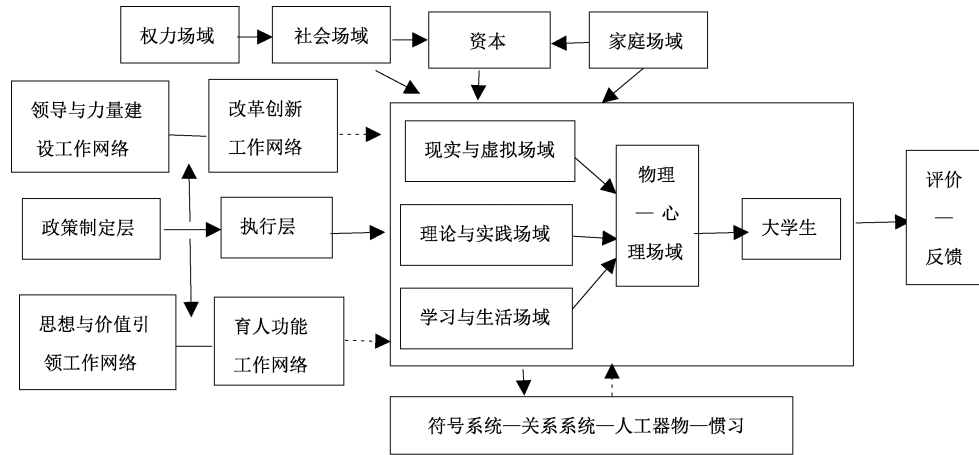 权力场域
社会场域
资本
家庭场域
领导与力量建
设工作网络
改革创新
工作网络
政策制定层
执行层
思想与价值引
领工作网络
育人功能
工作网络
现实与虚拟场域
理论与实践场域
学习与生活场域
物理
—心
理场域
大学生
评价
—
反馈
符号系统—关系系统—人工器物—惯习